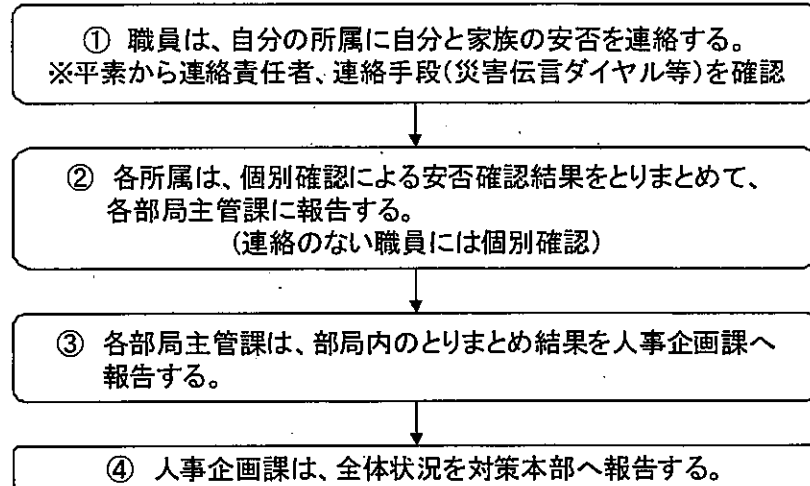 ① 職員は、自分の所属に自分と家族の安否を連絡する。
※平素から連絡責任者、連絡手段(災害伝言ダイヤル等)を確認
② 各所属は、個別確認による安否確認結果をとりまとめて、
各部局主管課に報告する。
(連絡のない職員には個別確認)
③ 各部局主管課は、部局内のとりまとめ結果を人事企画課へ
報告する。
④ 人事企画課は、全体状況を対策本部へ報告する。